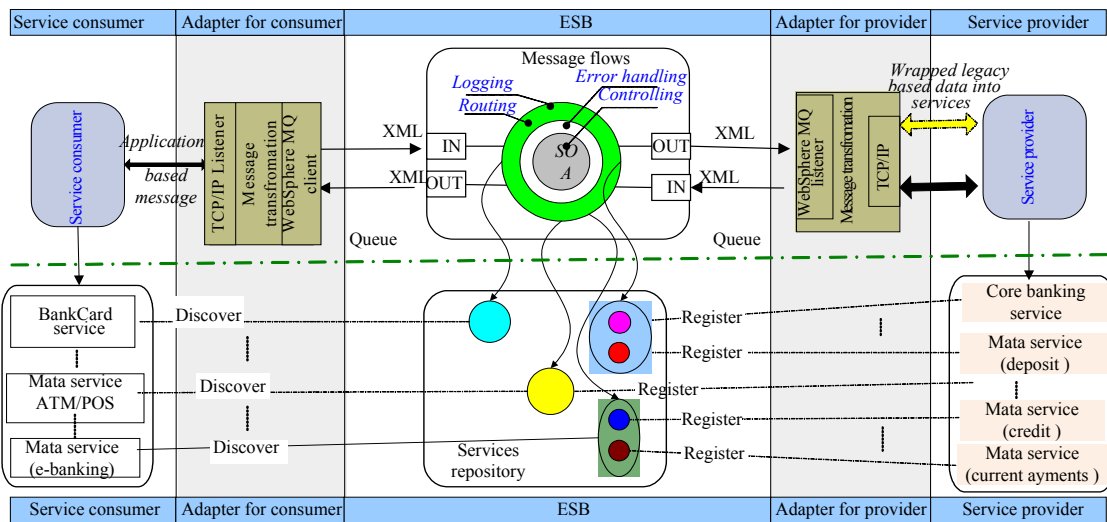 Service consumer
Adapter for consumer
ESB
Adapter for provider
Service provider
Message flows
Logging
Error handling
Routing
Controlling
Wrapped legacy
based data into
services
Service consumer
Application
based
message
TCP/IP Listener
Message
transfromation
WebSphere MQ
client
XML
IN
SO
A
OUT
XML
XML
OUT
IN
XML
WebSphere MQ
listener
Message transfomation
TCP/IP
Service provider
Queue
Queue
BankCard
service
Discover
Register
Core banking
service
Register
Mata service
(deposit )
Mata service
ATM/POS
Discover
Register
Register
Mata service
(credit )
Mata service
(e-banking)
Discover
Services
repository
Register
Mata service
(current ayments )
Service consumer
Adapter for consumer
ESB
Adapter for provider
Service provider